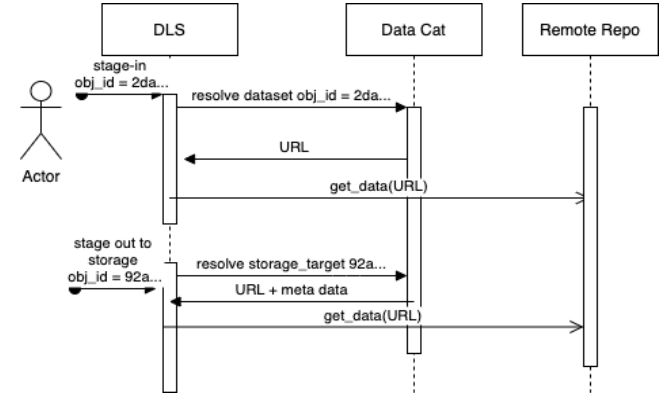 DLS
Data Cat
Remote Repo
stage-in
obj_id = 2da...
resolve dataset obj_id = 2da...
URL
Actor
get_data(URL)
stage out to
storage
obj_id = 92a...
resolve storage_target 92a...
URL + meta data
get_data(URL)